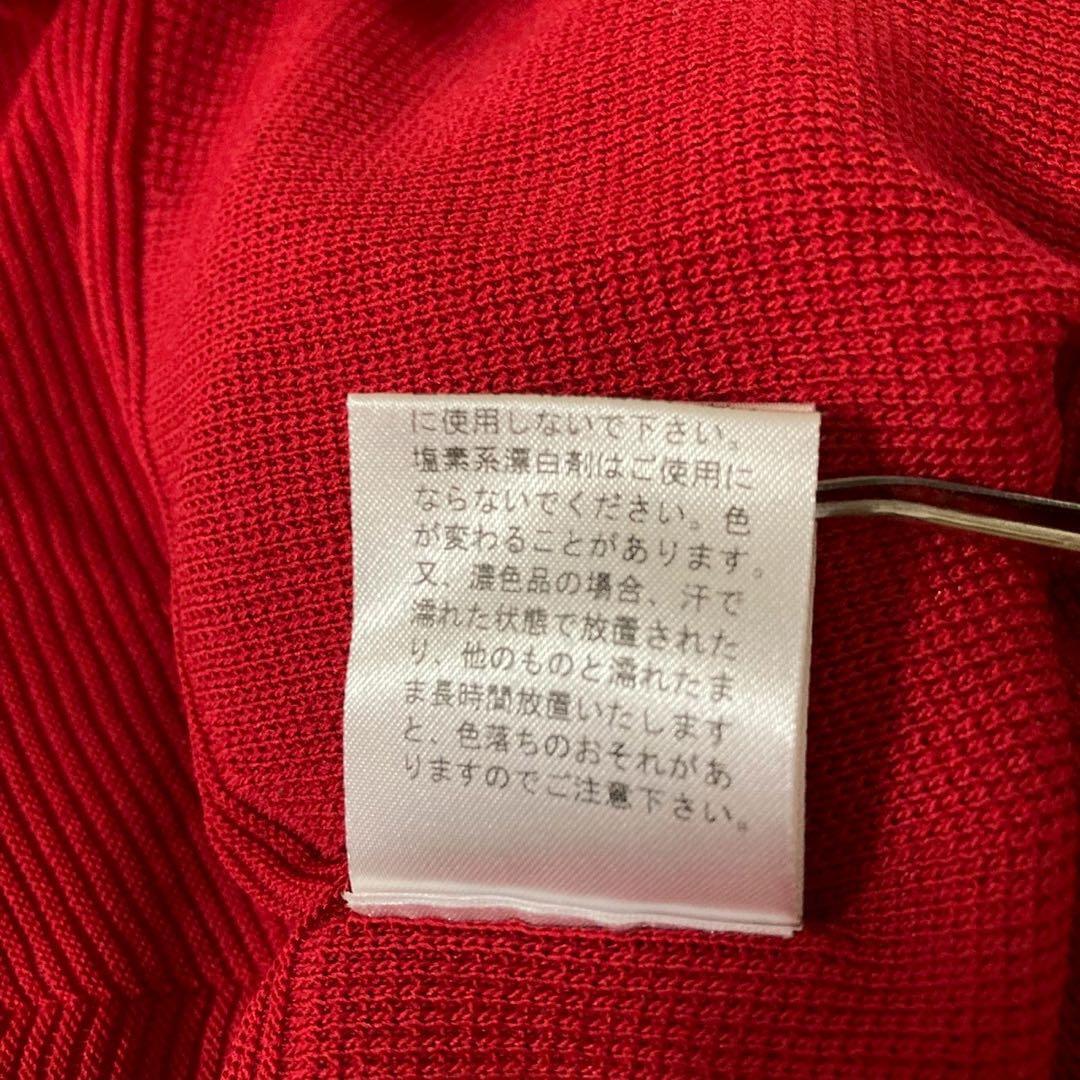 に使用しないで下さい。
塩素系漂白剤はご使用に
ならないでください。色
が変わることがあります。
又、濃色品の場合、汗で
濡れた状態で放置された
り、他のものと濡れたま
ま長時間放置いたします
と、色落ちのおそれがあ
りますのでご注意下さい。